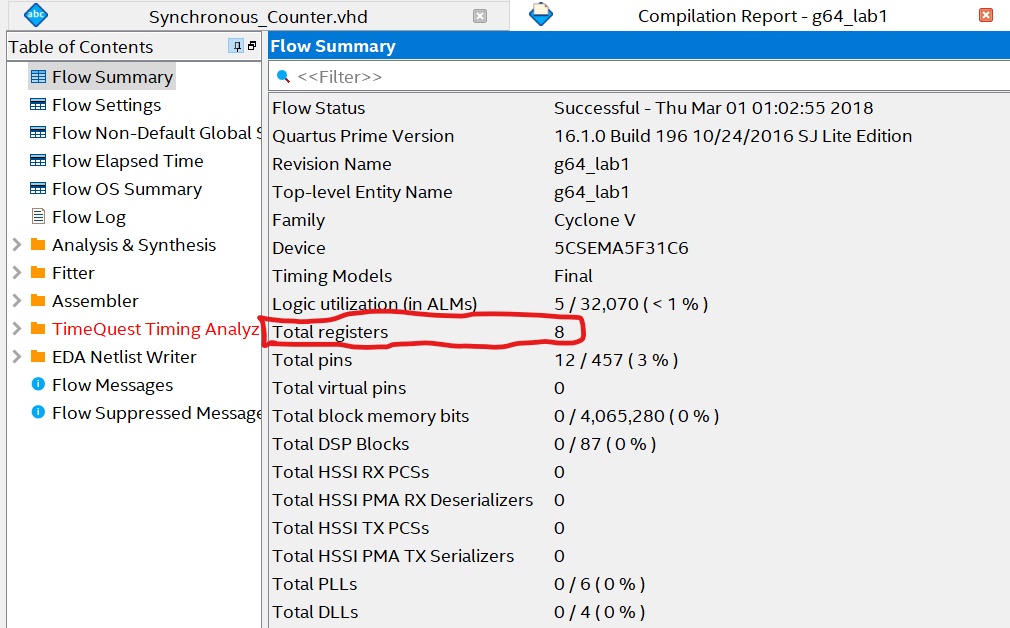 abc Synchronous_Counter.vhd Compilation Report - g64_lab1
Table of Contents
Flow Summary
Flow Settings
Flow Non-Default Global S
Flow Elapsed Time
Flow OS Summary
Flow Log
Analysis & Synthesis
Fitter
Assembler
TimeQuest Timing Analyz
EDA Netlist Writer
Flow Messages
Flow Suppressed Message
Flow Summary
<<Filter>>
Flow Status Successful - Thu Mar 01 01:02:55 2018
Quartus Prime Version 16.1.0 Build 196 10/24/2016 SJ Lite Edition
Revision Name g64_lab1
Top-level Entity Name g64_lab1
Family Cyclone V
Device 5CSEMA5F31C6
Timing Models Final
Logic utilization (in ALMs) 5 / 32,070 ( < 1 % )
Total registers 8
Total pins 12 / 457 ( 3 % )
Total virtual pins 0
Total block memory bits 0 / 4,065,280 ( 0 % )
Total DSP Blocks 0 / 87 ( 0 % )
Total HSSI RX PCSs 0
Total HSSI PMA RX Deserializers 0
Total HSSI TX PCSs 0
Total HSSI PMA TX Serializers 0
Total PLLs 0 / 6 ( 0 % )
Total DLLs 0 / 4 ( 0 % )